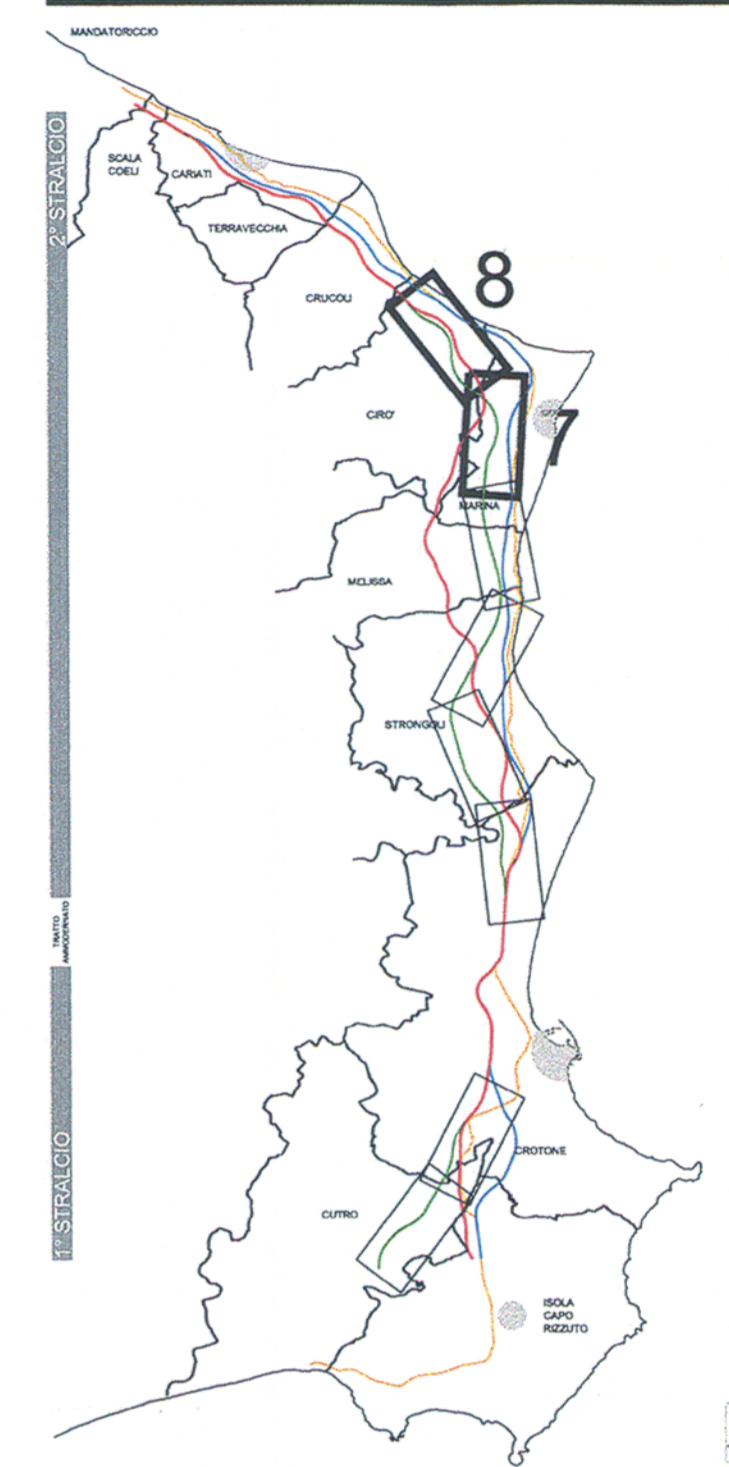 MANDATORICCIO
2° STRALCIO
SCALA
COELI
CARIATI
TERRAVECCHIA
CRUCOLI
8
CIRO'
7
MARINA
MELISSA
STRONGOLI
TRATTO
AMMODERNATO
1° STRALCIO
CROTONE
CUTRO
ISOLA
CAPO
RIZZUTO